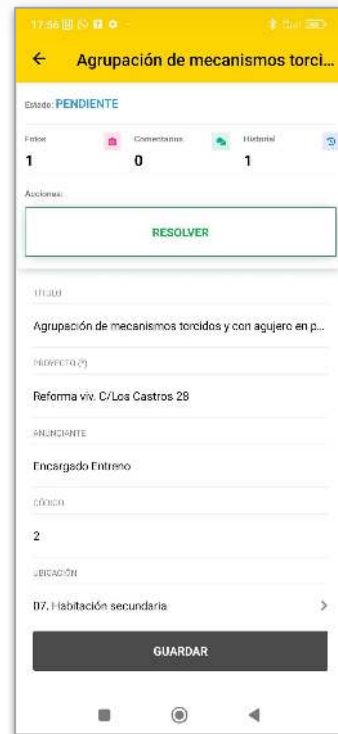 17:56
Agrupación de mecanismos torci...
Estado: PENDIENTE
Fotos Comentarios Historial
1 0 1
Acciones:
RESOLVER
TÍTULO
Agrupación de mecanismos torcidos y con agujero en p...
PROYECTO (*)
Reforma viv. C/Los Castros 28
ANUNCIANTE
Encargado Entreno
CÓDIGO
2
UBICACIÓN
07. Habitación secundaria
GUARDAR